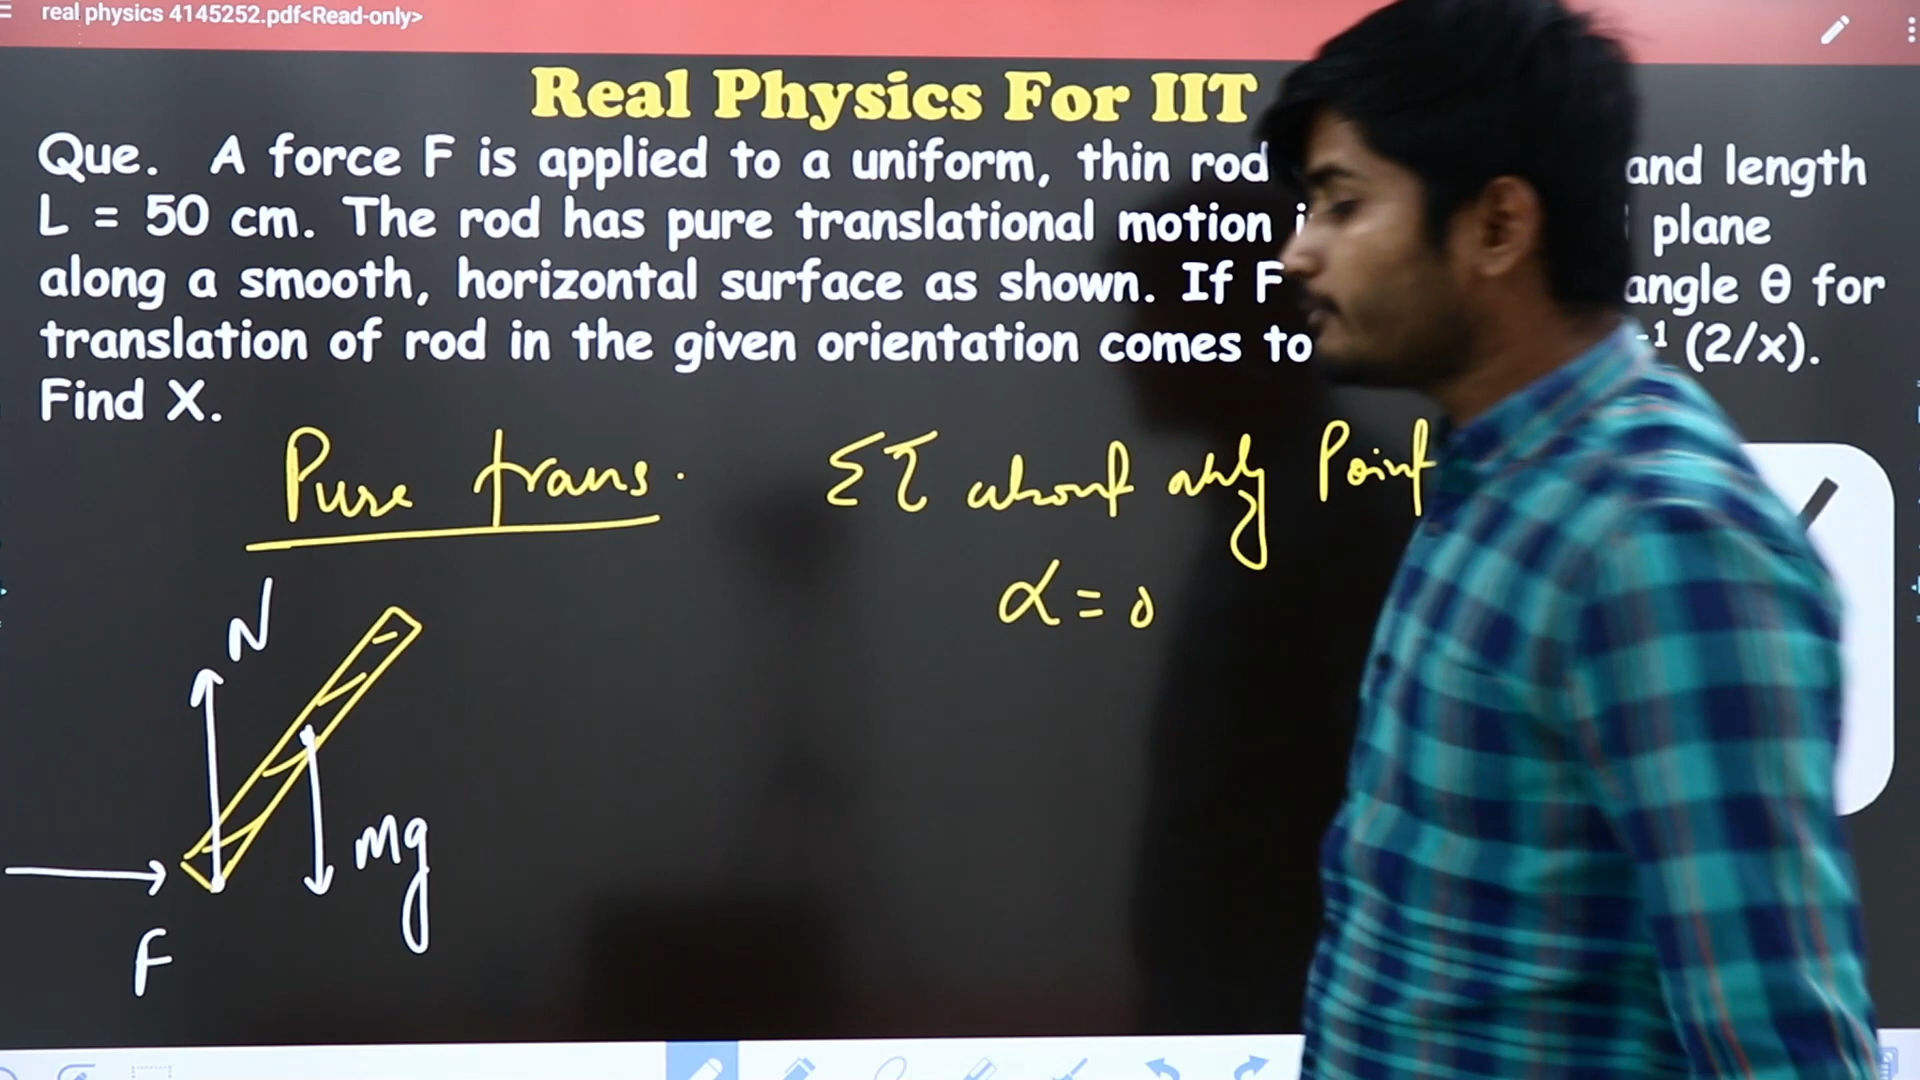 real physics 4145252.pdf<Read-only>
Real Physics For IIT
Que. A force F is applied to a uniform, thin rod and length
L = 50 cm. The rod has pure translational motion plane
along a smooth, horizontal surface as shown. If F angle θ for
translation of rod in the given orientation comes to ⁻¹ (2/x).
Find X.
Pure trans. Στ about any Point
α = 0
N
mg
F